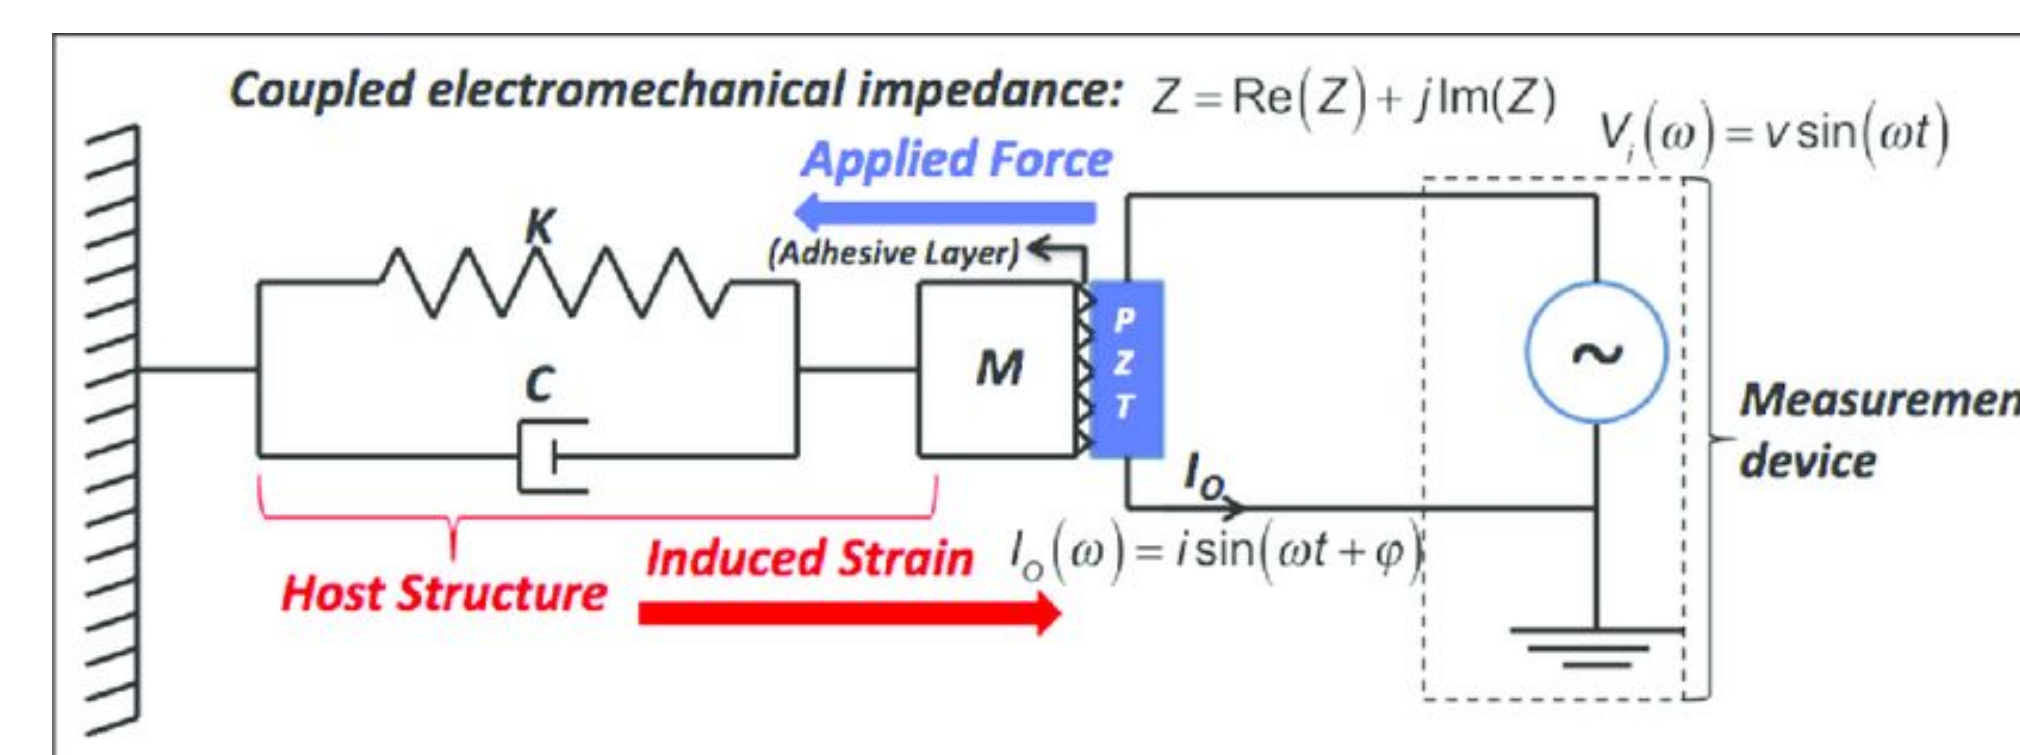 Coupled electromechanical impedance: Z = Re(Z) + j Im(Z)
V_i(ω) = v sin(ωt)
Applied Force
K
(Adhesive Layer)
C
M
P
Z
T
~
Measuremen
device
I_O
Induced Strain
I_O(ω) = i sin(ωt + φ)
Host Structure